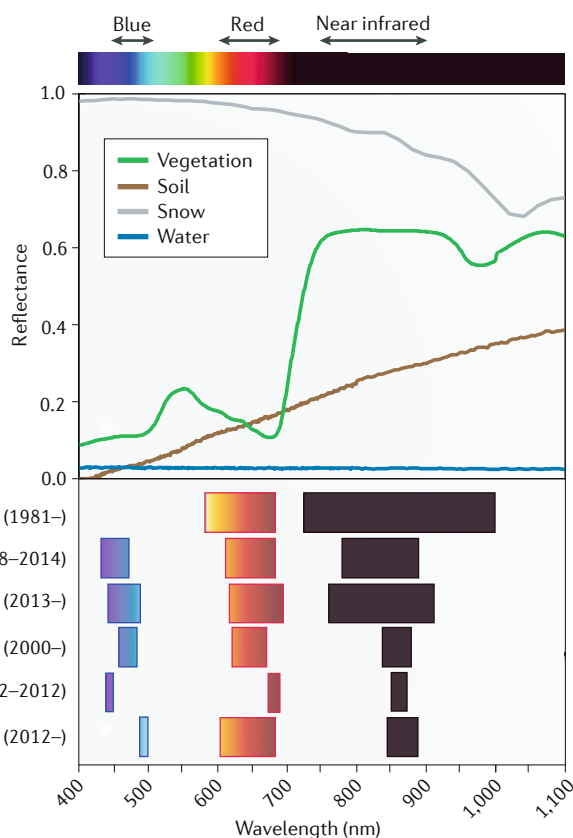 Blue Red Near infrared
1.0
Vegetation
0.8
Soil
Snow
0.6
Water
Reflectance
0.4
0.2
0.0
(1981–)
8–2014)
(2013–)
(2000–)
2–2012)
(2012–)
400 500 600 700 800 900 1,000 1,100
Wavelength (nm)